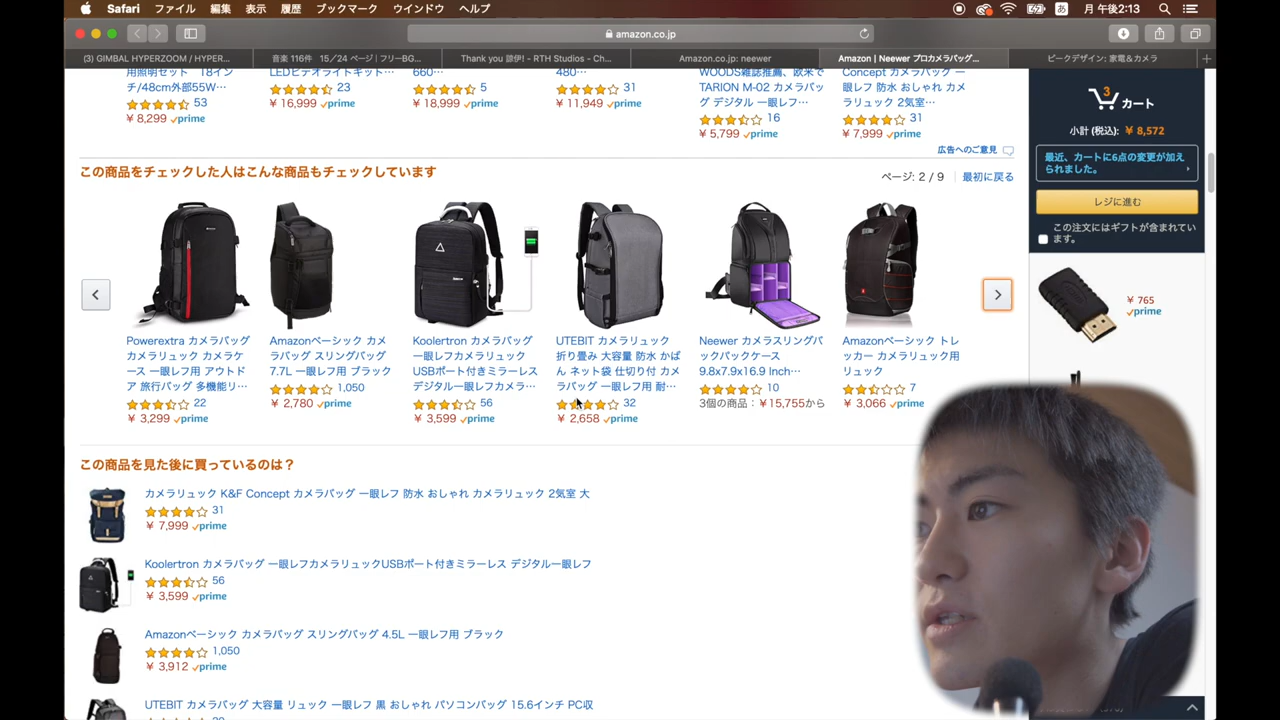 Safari ファイル 編集 表示 履歴 ブックマーク ウインドウ ヘルプ
あ 月 午後2:13
amazon.co.jp
(3) GIMBAL HYPERZOOM / HYPER...
音楽 116件 15／24 ページ｜フリーBG...
Thank you 諒伊! - RTH Studios - Ch...
Amazon.co.jp: neewer
Amazon | Neewer プロカメラバッグ...
ピークデザイン: 家電＆カメラ
用照明セット 18イン
チ/48cm外部55W...
53
¥ 8,299 prime
LEDビデオライトキット...
23
¥ 16,999 prime
660...
5
¥ 18,999 prime
480...
31
¥ 11,949 prime
WOODS雑誌推薦、欧米で
TARION M-02 カメラバッ
グ デジタル 一眼レフ...
16
¥ 5,799 prime
Concept カメラバッグ 一
眼レフ 防水 おしゃれ カメ
ラリュック 2気室...
31
¥ 7,999 prime
広告へのご意見
3
カート
小計 (税込): ¥ 8,572
最近、カートに6点の変更が加え
られました。
レジに進む
この注文にはギフトが含まれてい
ます。
¥ 765
prime
この商品をチェックした人はこんな商品もチェックしています
ページ: 2 / 9 最初に戻る
Powerextra カメラバッグ
カメラリュック カメラケ
ース 一眼レフ用 アウトド
ア 旅行バッグ 多機能リ...
22
¥ 3,299 prime
Amazonベーシック カメ
ラバッグ スリングバッグ
7.7L 一眼レフ用 ブラック
1,050
¥ 2,780 prime
Koolertron カメラバッグ
一眼レフカメラリュック
USBポート付きミラーレス
デジタル一眼レフカメラ...
56
¥ 3,599 prime
UTEBIT カメラリュック
折り畳み 大容量 防水 かば
ん ネット袋 仕切り付 カメ
ラバッグ 一眼レフ用 耐...
32
¥ 2,658 prime
Neewer カメラスリングバ
ックパックケース
9.8x7.9x16.9 Inch...
10
3個の商品：¥15,755から
Amazonベーシック トレ
ッカー カメラリュック用
リュック
7
¥ 3,066 prime
この商品を見た後に買っているのは？
カメラリュック K&F Concept カメラバッグ 一眼レフ 防水 おしゃれ カメラリュック 2気室 大
31
¥ 7,999 prime
Koolertron カメラバッグ 一眼レフカメラリュックUSBポート付きミラーレス デジタル一眼レフ
56
¥ 3,599 prime
Amazonベーシック カメラバッグ スリングバッグ 4.5L 一眼レフ用 ブラック
1,050
¥ 3,912 prime
UTEBIT カメラバッグ 大容量 リュック 一眼レフ 黒 おしゃれ パソコンバッグ 15.6インチ PC収